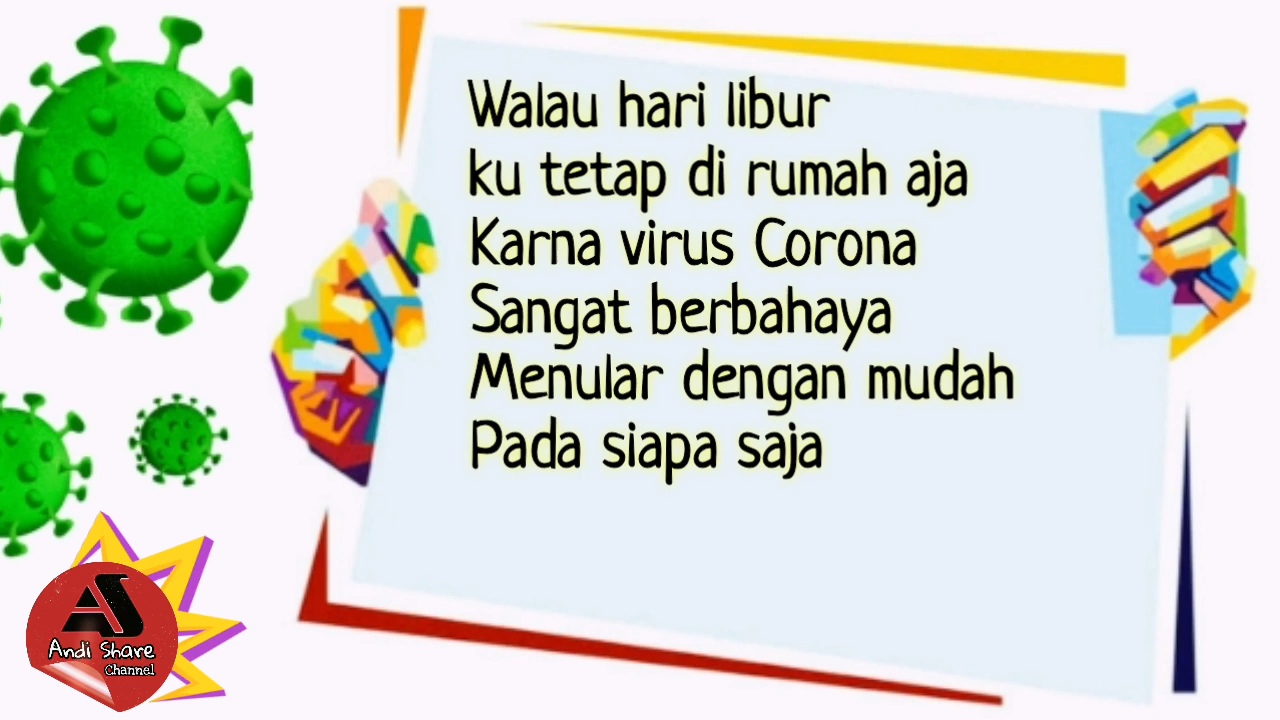 Walau hari libur
ku tetap di rumah aja
Karna virus Corona
Sangat berbahaya
Menular dengan mudah
Pada siapa saja
AS
Andi Share
Channel